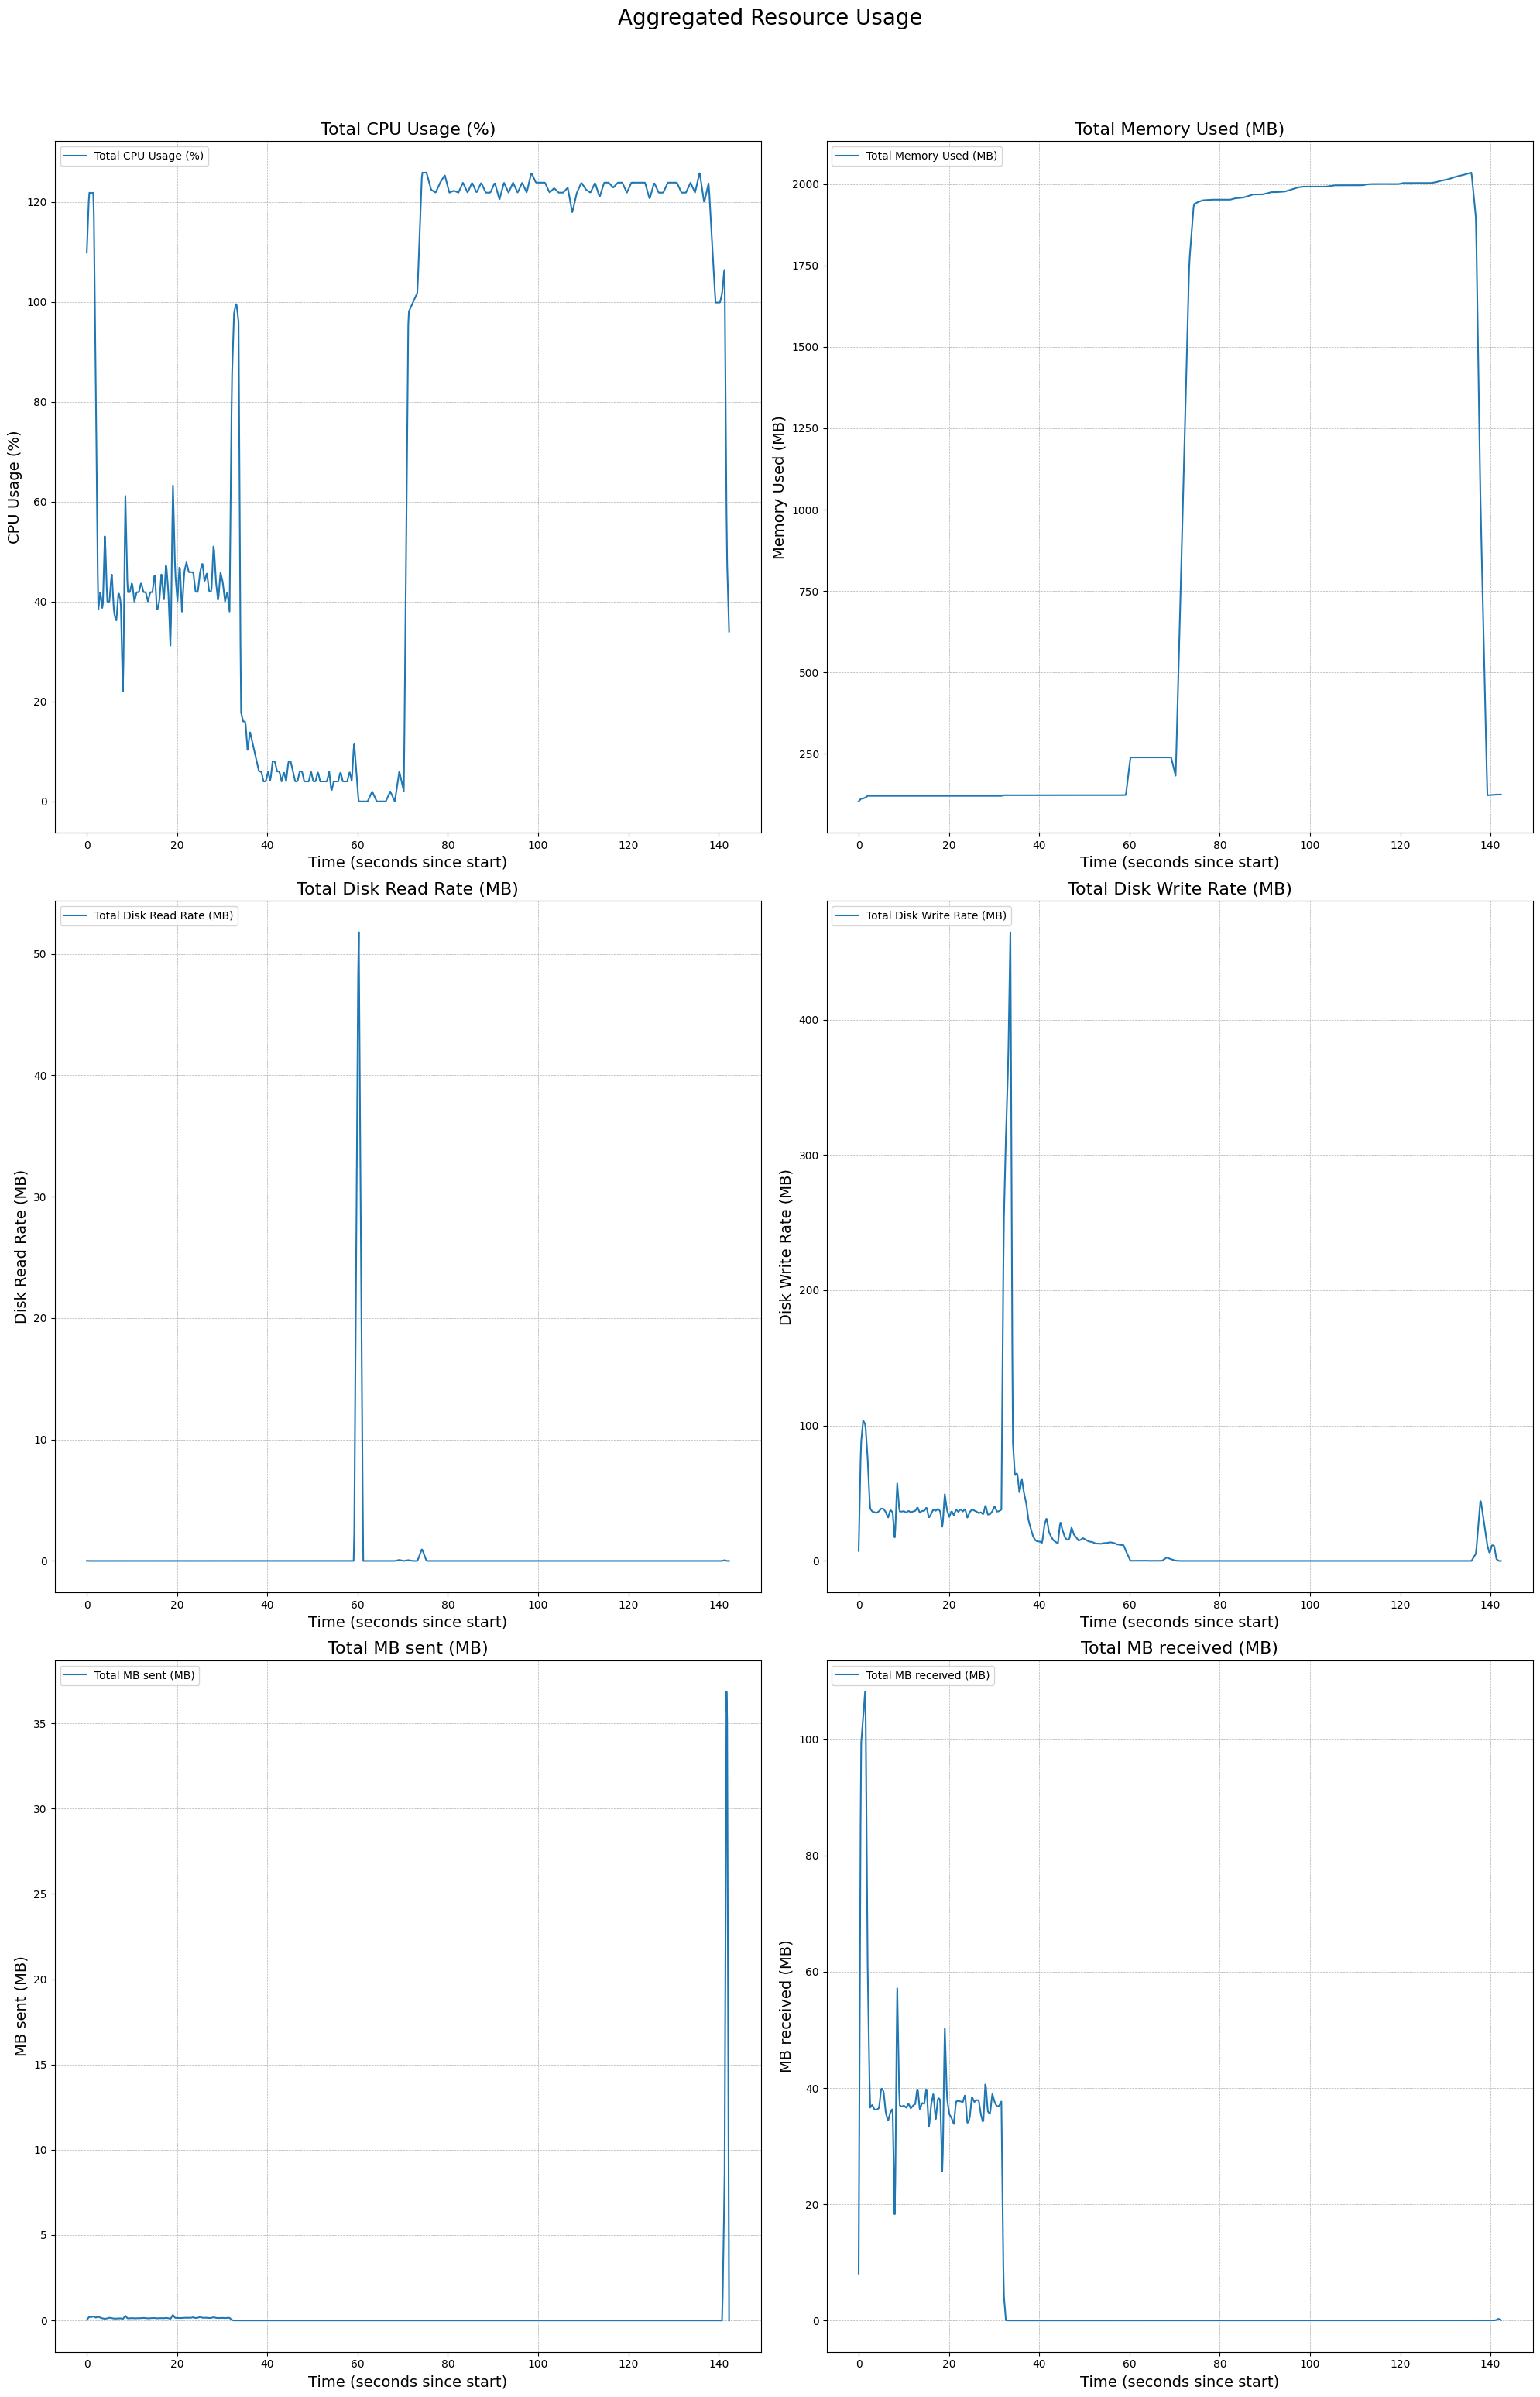 Aggregated Resource Usage
Total CPU Usage (%)
Total CPU Usage (%)
CPU Usage (%)
120
100
80
60
40
20
0
0 20 40 60 80 100 120 140
Time (seconds since start)
Total Memory Used (MB)
Total Memory Used (MB)
Memory Used (MB)
2000
1750
1500
1250
1000
750
500
250
0 20 40 60 80 100 120 140
Time (seconds since start)
Total Disk Read Rate (MB)
Total Disk Read Rate (MB)
Disk Read Rate (MB)
50
40
30
20
10
0
0 20 40 60 80 100 120 140
Time (seconds since start)
Total Disk Write Rate (MB)
Total Disk Write Rate (MB)
Disk Write Rate (MB)
400
300
200
100
0
0 20 40 60 80 100 120 140
Time (seconds since start)
Total MB sent (MB)
Total MB sent (MB)
MB sent (MB)
35
30
25
20
15
10
5
0
0 20 40 60 80 100 120 140
Time (seconds since start)
Total MB received (MB)
Total MB received (MB)
MB received (MB)
100
80
60
40
20
0
0 20 40 60 80 100 120 140
Time (seconds since start)